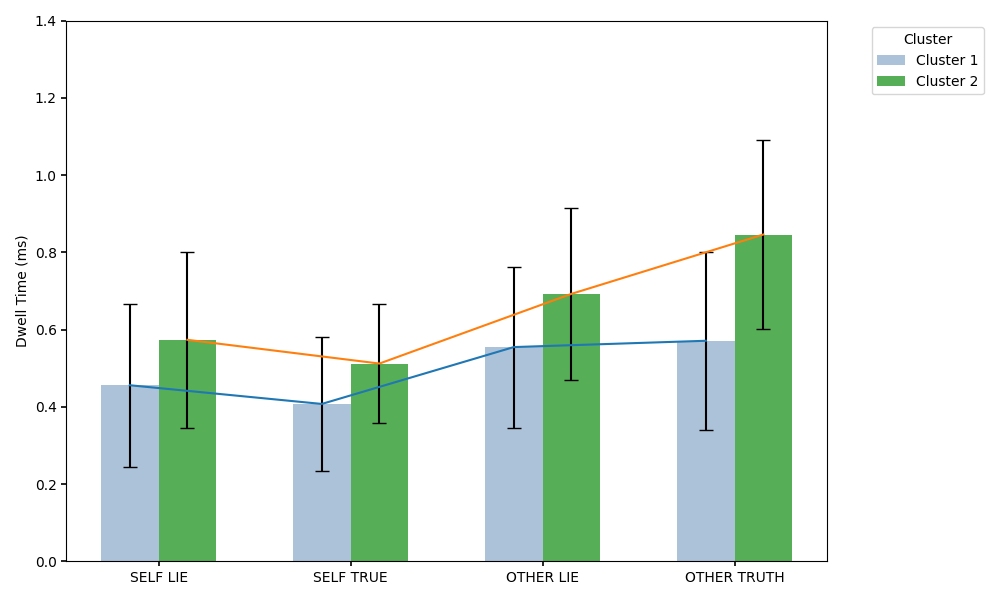 1.4
1.2
1.0
0.8
0.6
0.4
0.2
0.0
Dwell Time (ms)
SELF LIE
SELF TRUE
OTHER LIE
OTHER TRUTH
Cluster
Cluster 1
Cluster 2